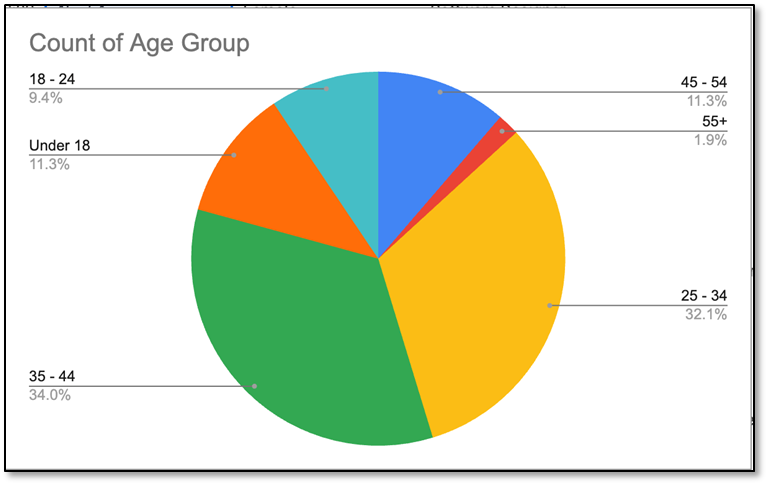 Count of Age Group
18 - 24
9.4%
45 - 54
11.3%
55+
1.9%
Under 18
11.3%
25 - 34
32.1%
35 - 44
34.0%